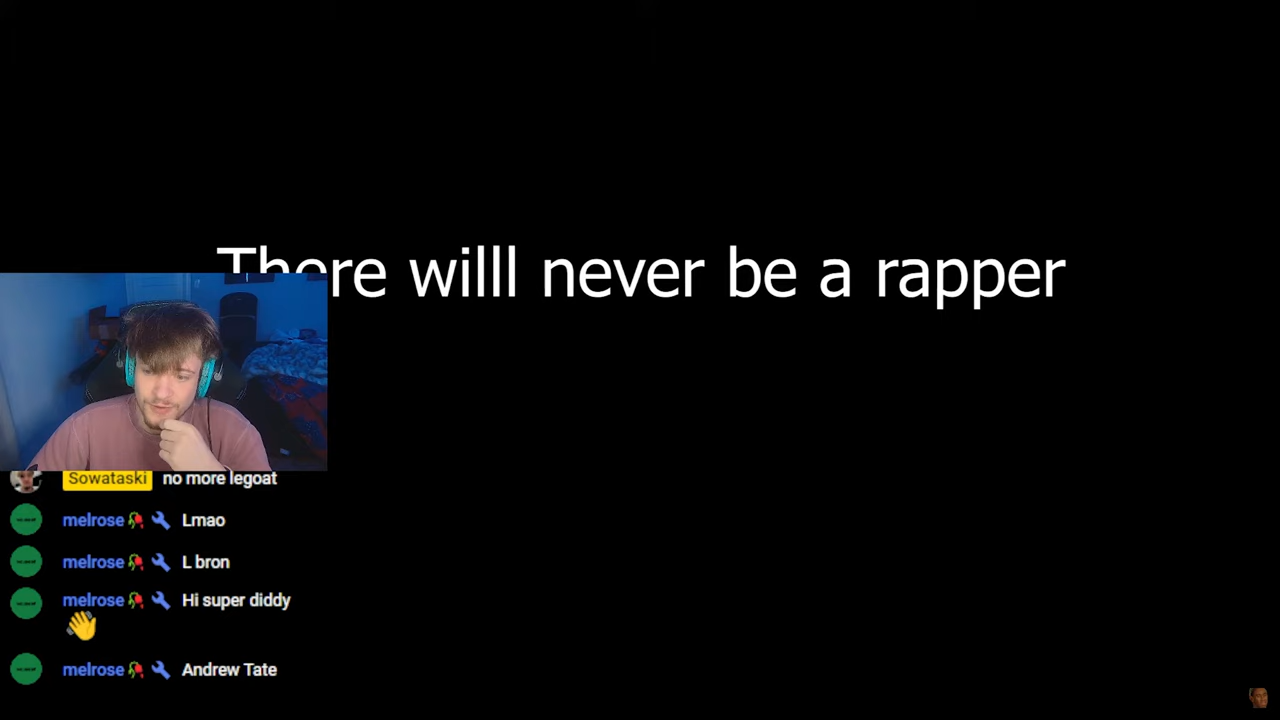 There willl never be a rapper
Sowataski no more legoat
melrose Lmao
melrose L bron
melrose Hi super diddy
👋
melrose Andrew Tate